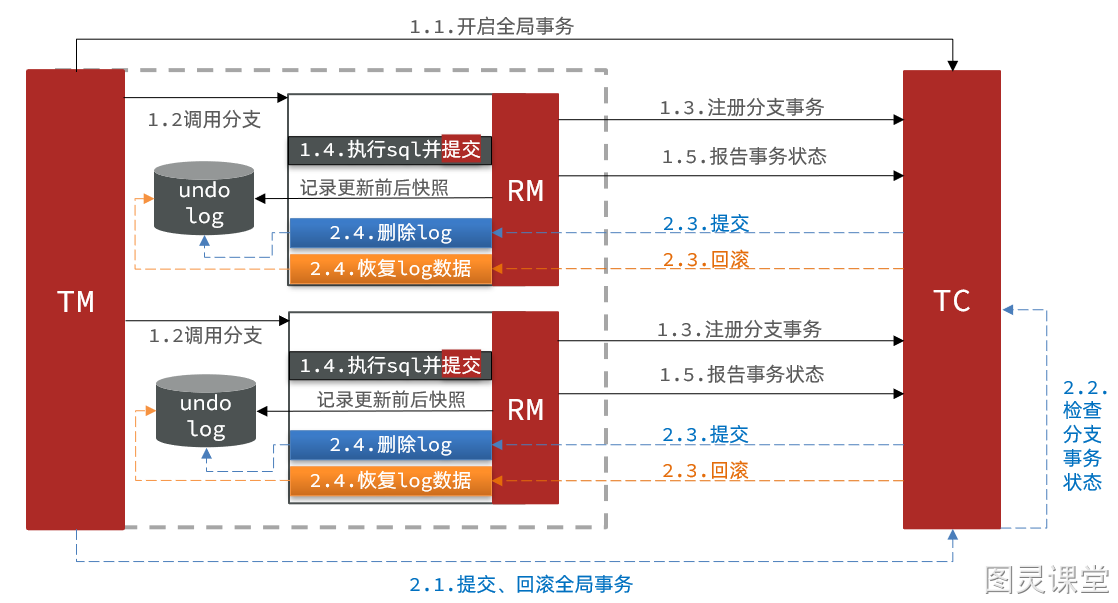 1.1.开启全局事务
1.2调用分支
1.3.注册分支事务
1.4.执行sql并提交
1.5.报告事务状态
undo
log
记录更新前后快照
RM
2.3.提交
2.4.删除log
2.3.回滚
2.4.恢复log数据
TM
TC
1.2调用分支
1.3.注册分支事务
1.4.执行sql并提交
1.5.报告事务状态
undo
log
记录更新前后快照
RM
2.3.提交
2.4.删除log
2.3.回滚
2.4.恢复log数据
2.2.
检查
分支
事务
状态
2.1.提交、回滚全局事务
图灵课堂